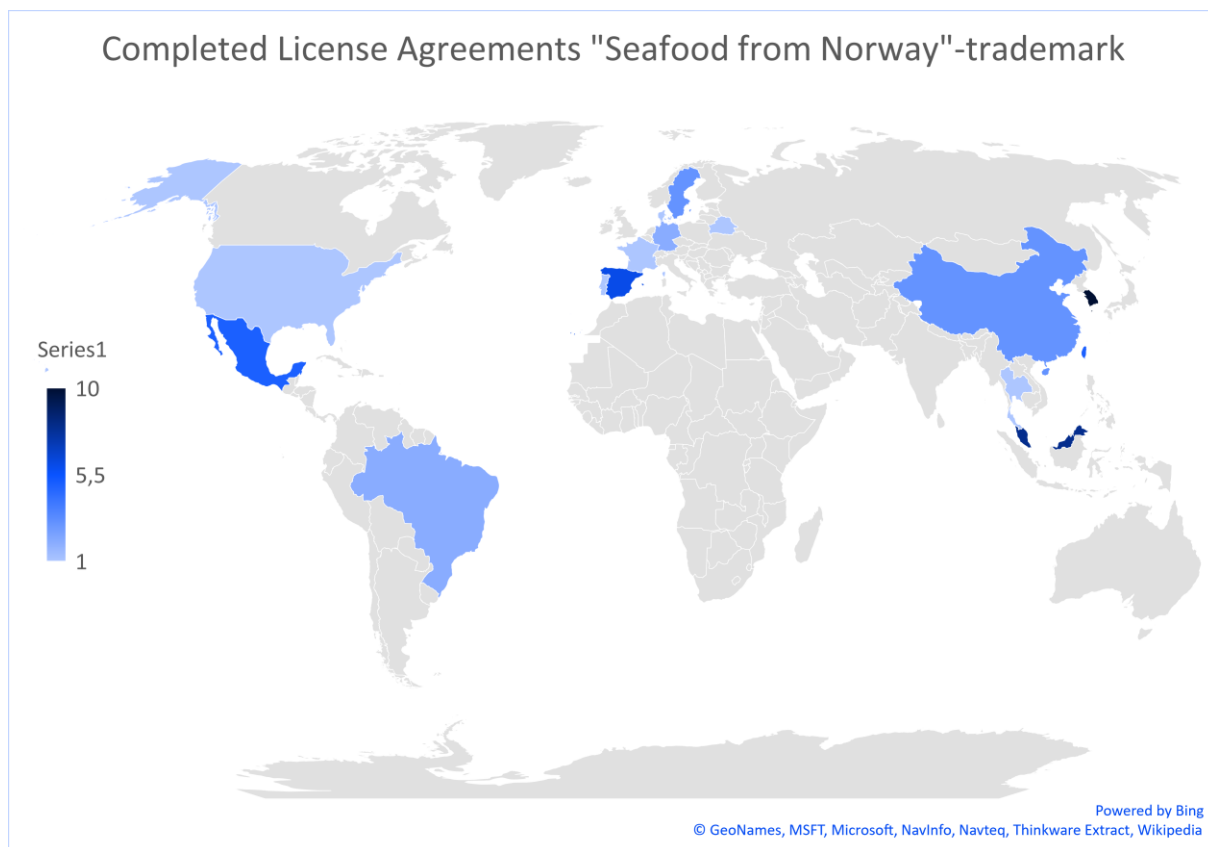 Completed License Agreements "Seafood from Norway"-trademark
Series1
10
5,5
1
Powered by Bing
© GeoNames, MSFT, Microsoft, NavInfo, Navteq, Thinkware Extract, Wikipedia